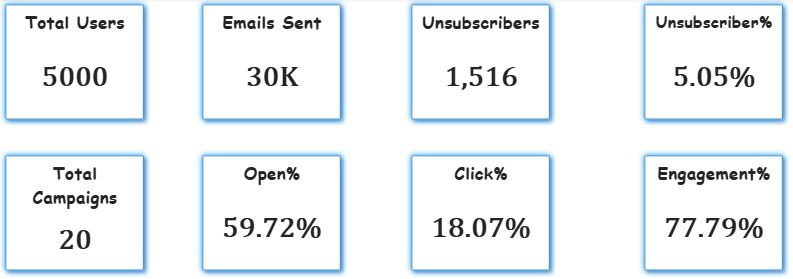 Total Users
5000
Emails Sent
30K
Unsubscribers
1,516
Unsubscriber%
5.05%
Total
Campaigns
20
Open%
59.72%
Click%
18.07%
Engagement%
77.79%